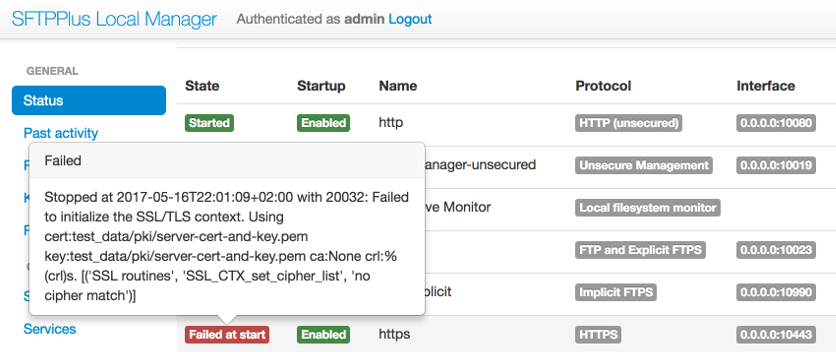 SFTPPlus Local Manager Authenticated as admin Logout
GENERAL
Status
Past activity
Services
State Startup Name Protocol Interface
Started Enabled http HTTP (unsecured) 0.0.0.0:10080
anager-unsecured Unsecure Management 0.0.0.0:10019
ve Monitor Local filesystem monitor
FTP and Explicit FTPS 0.0.0.0:10023
plicit Implicit FTPS 0.0.0.0:10990
Failed at start Enabled https HTTPS 0.0.0.0:10443
Failed
Stopped at 2017-05-16T22:01:09+02:00 with 20032: Failed
to initialize the SSL/TLS context. Using
cert:test_data/pki/server-cert-and-key.pem
key:test_data/pki/server-cert-and-key.pem ca:None crl:%
(crl)s. [('SSL routines', 'SSL_CTX_set_cipher_list', 'no
cipher match')]